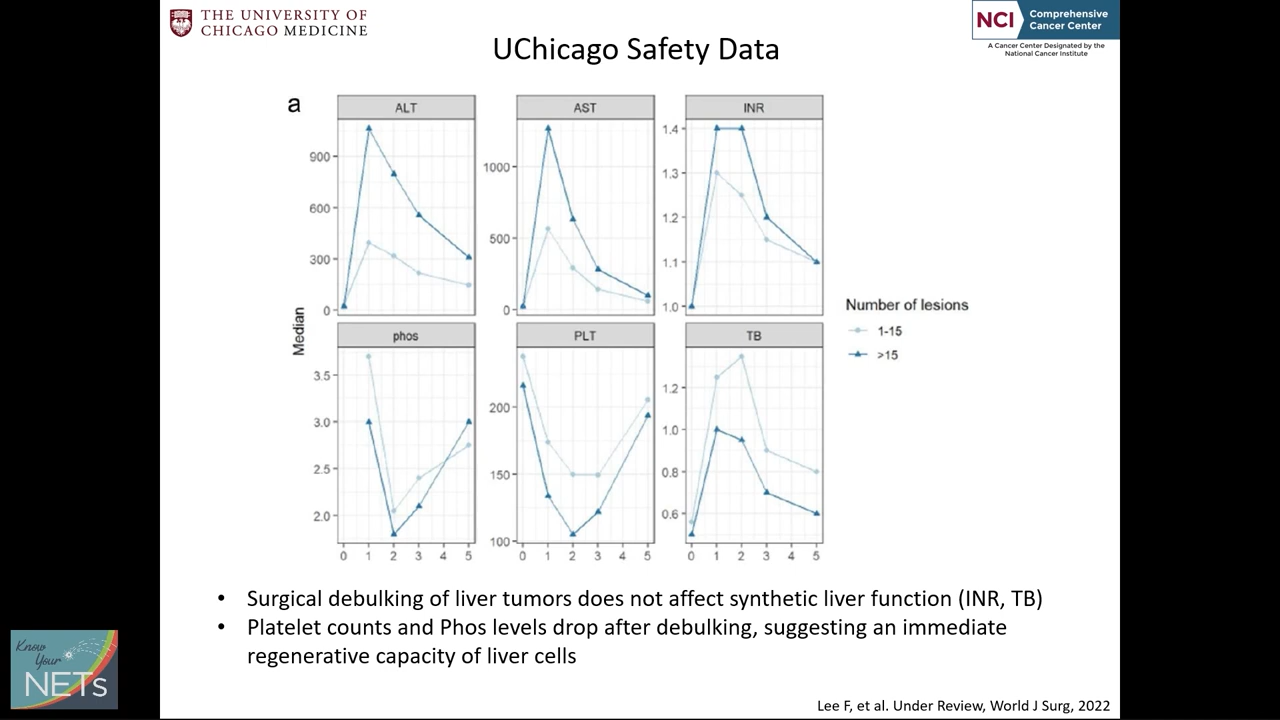 THE UNIVERSITY OF
CHICAGO MEDICINE
NCI
Comprehensive
Cancer Center
A Cancer Center Designated by the
National Cancer Institute
UChicago Safety Data
a
ALT
AST
INR
900
600
300
0
1000
500
0
1.4
1.3
1.2
1.1
1.0
Median
phos
PLT
TB
3.5
3.0
2.5
2.0
200
150
100
1.2
1.0
0.8
0.6
0 1 2 3 4 5
0 1 2 3 4 5
0 1 2 3 4 5
Number of lesions
1-15
>15
• Surgical debulking of liver tumors does not affect synthetic liver function (INR, TB)
• Platelet counts and Phos levels drop after debulking, suggesting an immediate
regenerative capacity of liver cells
Know
Your
NETs
Lee F, et al. Under Review, World J Surg, 2022